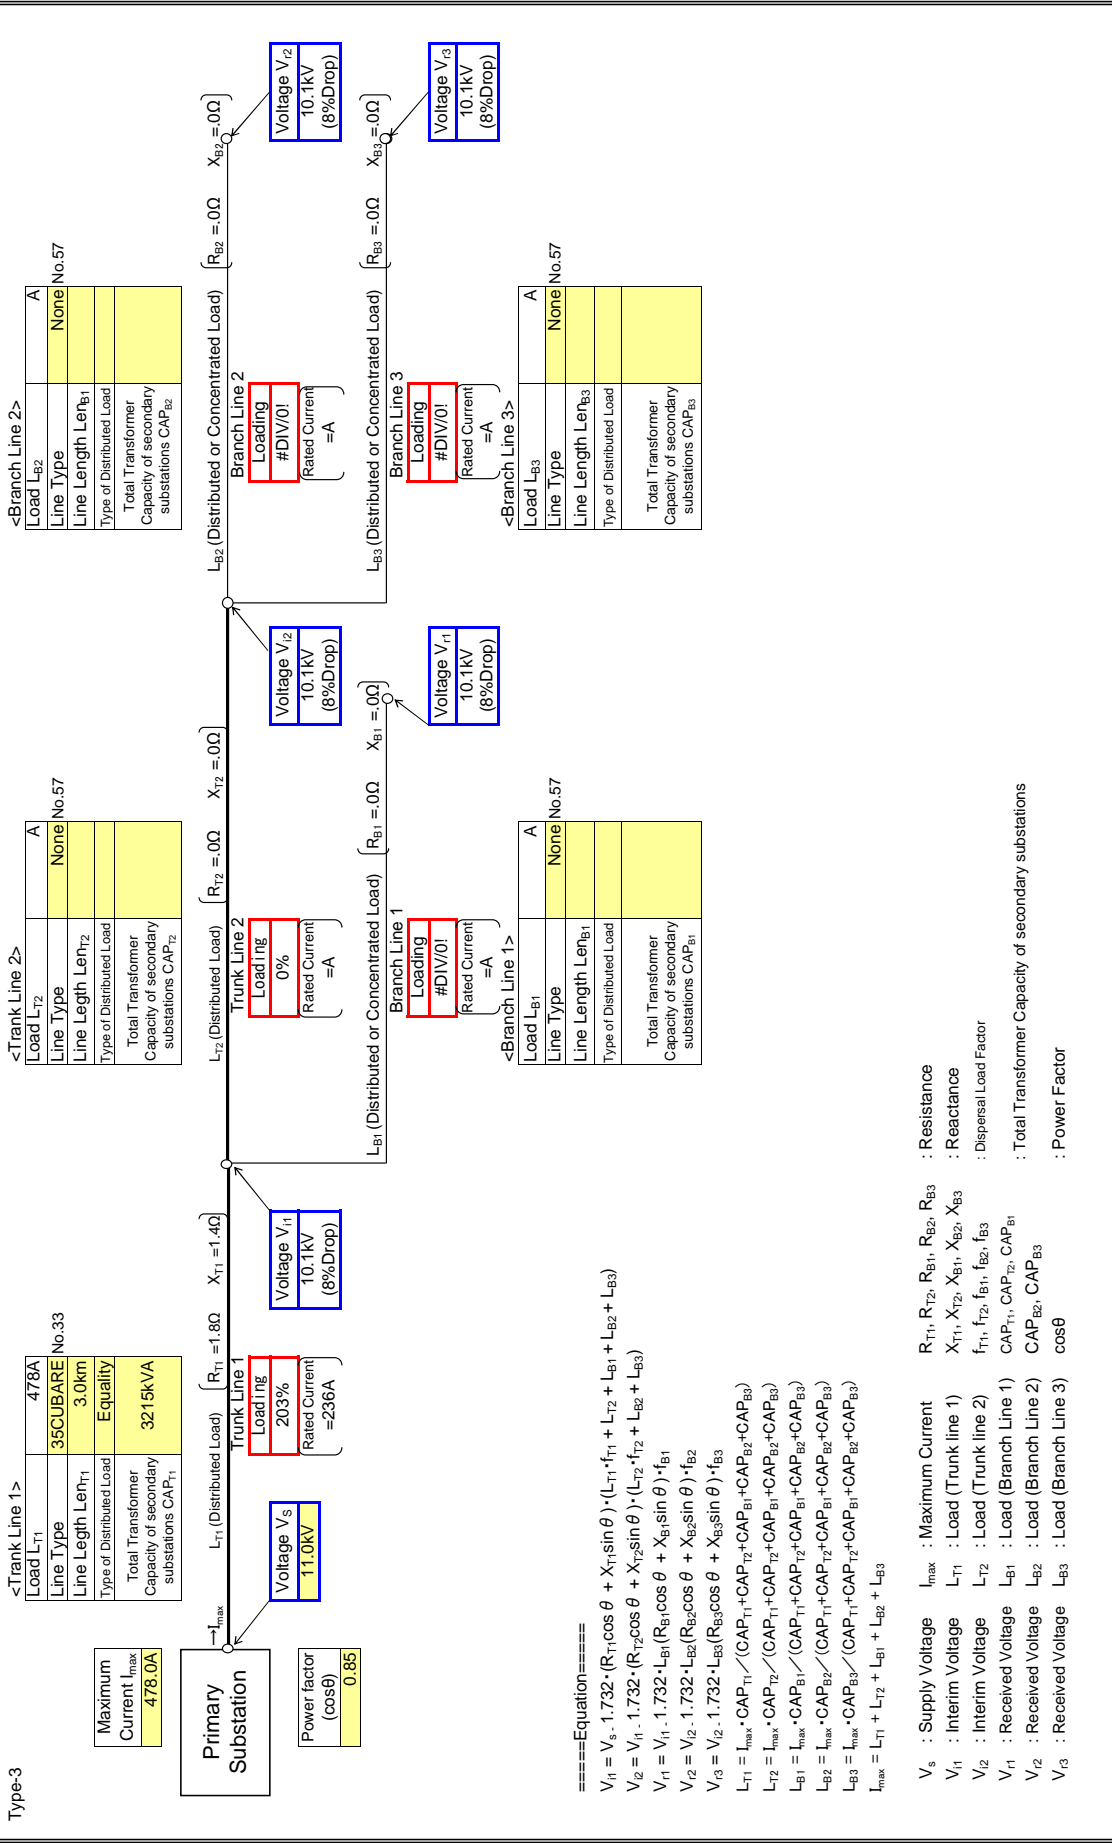 Type-3
Maximum
Current Imax
478.0A
Primary
Substation
Power factor
(cosθ)
0.85
→Imax
Voltage VS
11.0kV
<Trank Line 1>
Load LT1 478A
Line Type 35CUBARE No.33
Line Legth LenT1 3.0km
Type of Distributed Load Equality
Total Transformer
Capacity of secondary
substations CAPT1
3215kVA
LT1 (Distributed Load) RT1 =1.8Ω XT1 =1.4Ω
Trunk Line 1
Loading
203%
Rated Current
=236A
Voltage Vi1
10.1kV
(8%Drop)
<Trank Line 2>
Load LT2 A
Line Type None No.57
Line Length LenT2
Type of Distributed Load
Total Transformer
Capacity of secondary
substations CAPT2
LT2 (Distributed Load) RT2 =.0Ω XT2 =.0Ω
Trunk Line 2
Loading
0%
Rated Current
=A
Voltage Vi2
10.1kV
(8%Drop)
LB1 (Distributed or Concentrated Load) RB1 =.0Ω XB1 =.0Ω
Branch Line 1
Loading
#DIV/0!
Rated Current
=A
Voltage Vr1
10.1kV
(8%Drop)
<Branch Line 1>
Load LB1 A
Line Type None No.57
Line Length LenB1
Type of Distributed Load
Total Transformer
Capacity of secondary
substations CAPB1
<Branch Line 2>
Load LB2 A
Line Type None No.57
Line Length LenB1
Type of Distributed Load
Total Transformer
Capacity of secondary
substations CAPB2
LB2 (Distributed or Concentrated Load) RB2 =.0Ω XB2 =.0Ω
Branch Line 2
Loading
#DIV/0!
Rated Current
=A
Voltage Vr2
10.1kV
(8%Drop)
LB3 (Distributed or Concentrated Load) RB3 =.0Ω XB3 =.0Ω
Branch Line 3
Loading
#DIV/0!
Rated Current
=A
Voltage Vr3
10.1kV
(8%Drop)
<Branch Line 3>
Load LB3 A
Line Type None No.57
Line Length LenB3
Type of Distributed Load
Total Transformer
Capacity of secondary
substations CAPB3
=====Equation=====
Vi1 = Vs - 1.732・(RT1cos θ + XT1sin θ)・(LT1・fT1 + LT2 + LB1 + LB2 + LB3)
Vi2 = Vi1 - 1.732・(RT2cos θ + XT2sin θ)・(LT2・fT2 + LB2 + LB3)
Vr1 = Vi1 - 1.732・LB1(RB1cos θ + XB1sin θ)・fB1
Vr2 = Vi2 - 1.732・LB2(RB2cos θ + XB2sin θ)・fB2
Vr3 = Vi2 - 1.732・LB3(RB3cos θ + XB3sin θ)・fB3
LT1 = Imax・CAPT1／(CAPT1+CAPT2+CAPB1+CAPB2+CAPB3)
LT2 = Imax・CAPT2／(CAPT1+CAPT2+CAPB1+CAPB2+CAPB3)
LB1 = Imax・CAPB1／(CAPT1+CAPT2+CAPB1+CAPB2+CAPB3)
LB2 = Imax・CAPB2／(CAPT1+CAPT2+CAPB1+CAPB2+CAPB3)
LB3 = Imax・CAPB3／(CAPT1+CAPT2+CAPB1+CAPB2+CAPB3)
Imax = LT1 + LT2 + LB1 + LB2 + LB3
Vs : Supply Voltage Imax : Maximum Current RT1, RT2, RB1, RB2, RB3 : Resistance
Vi1 : Interim Voltage LT1 : Load (Trunk line 1) XT1, XT2, XB1, XB2, XB3 : Reactance
Vi2 : Interim Voltage LT2 : Load (Trunk line 2) fT1, fT2, fB1, fB2, fB3 : Dispersal Load Factor
Vr1 : Received Voltage LB1 : Load (Branch Line 1) CAPT1, CAPT2, CAPB1
Vr2 : Received Voltage LB2 : Load (Branch Line 2) CAPB2, CAPB3 : Total Transformer Capacity of secondary substations
Vr3 : Received Voltage LB3 : Load (Branch Line 3) cosθ : Power Factor